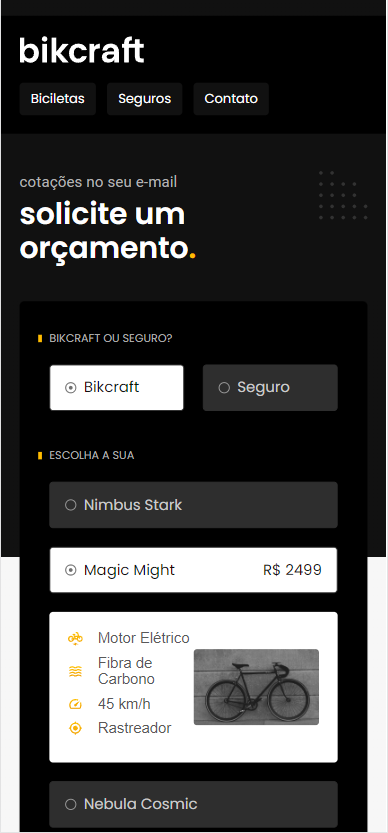 bikcraft
Biciletas Seguros Contato
cotações no seu e-mail
solicite um
orçamento.
BIKCRAFT OU SEGURO?
Bikcraft Seguro
ESCOLHA A SUA
Nimbus Stark
Magic Might R$ 2499
Motor Elétrico
Fibra de
Carbono
45 km/h
Rastreador
Nebula Cosmic